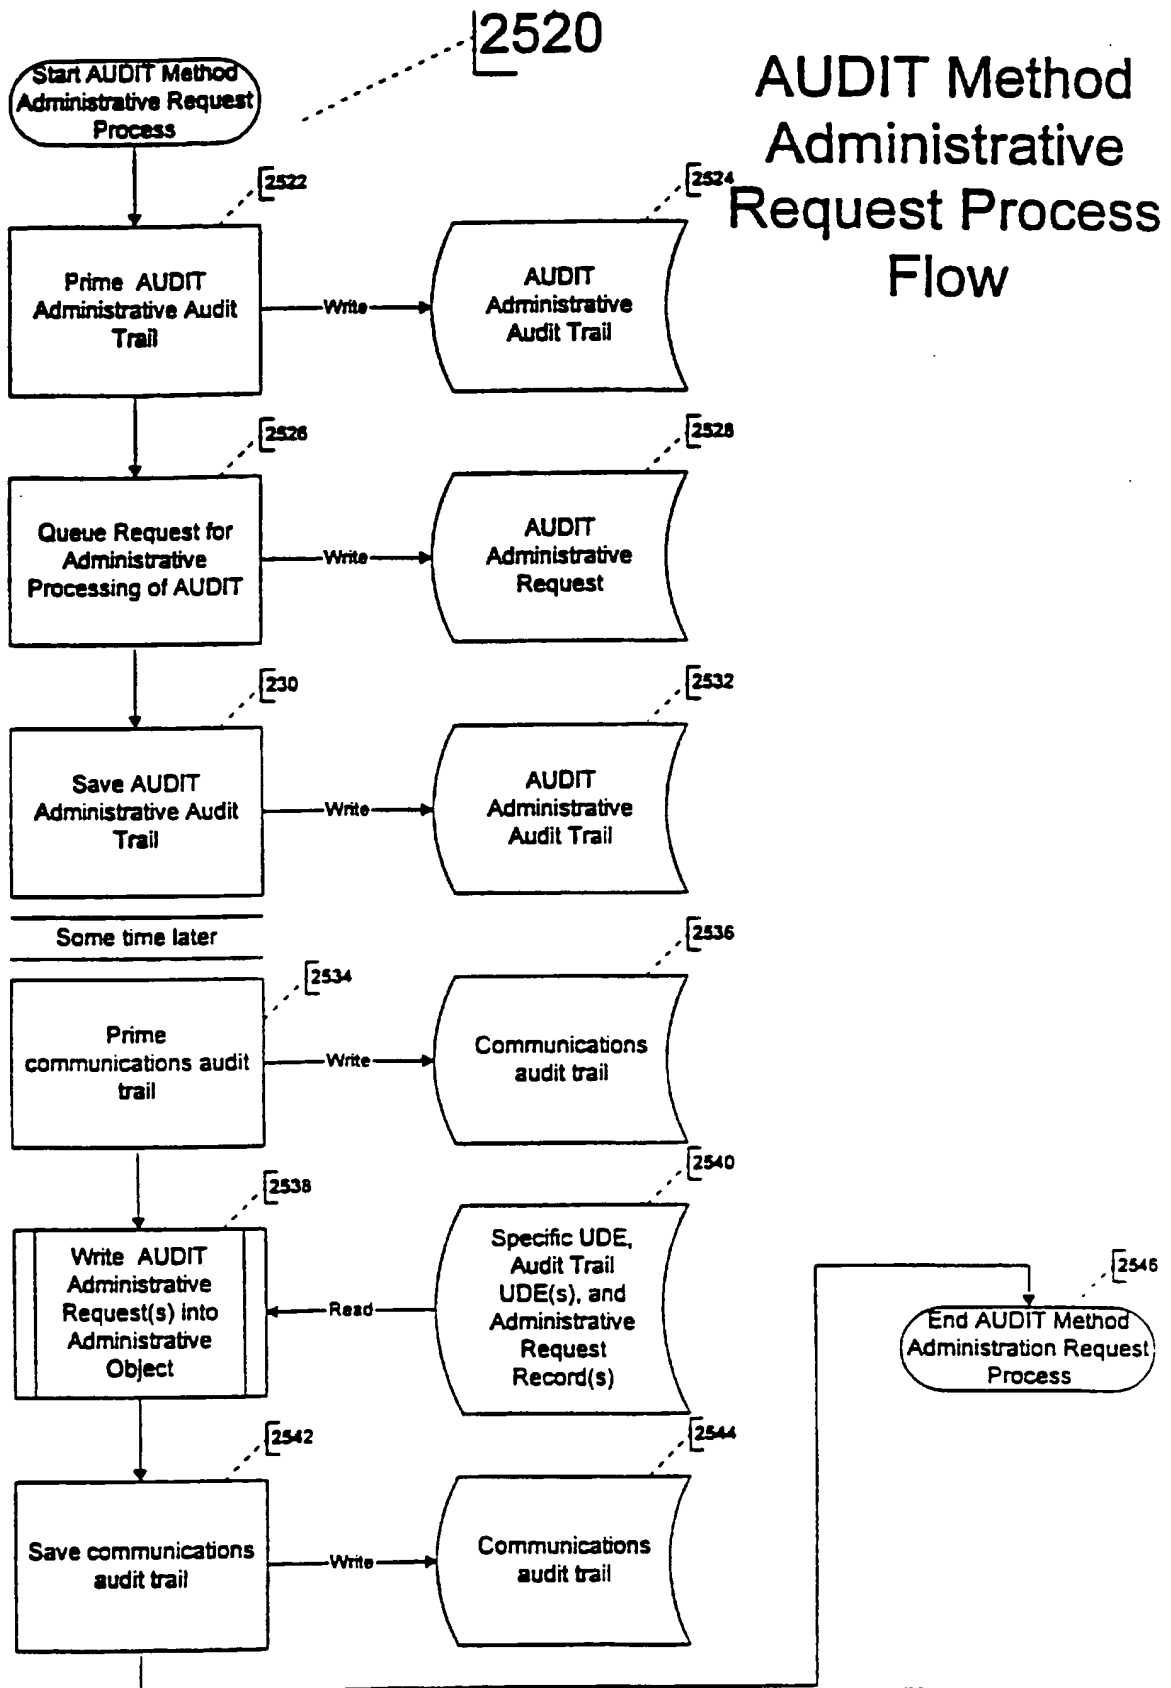 2520
AUDIT Method
Administrative
Request Process
Flow
Start AUDIT Method
Administrative Request
Process
2522
Prime AUDIT
Administrative Audit
Trail
Write
2524
AUDIT
Administrative
Audit Trail
2526
Queue Request for
Administrative
Processing of AUDIT
Write
2528
AUDIT
Administrative
Request
230
Save AUDIT
Administrative Audit
Trail
Write
2532
AUDIT
Administrative
Audit Trail
Some time later
2534
Prime
communications audit
trail
Write
2536
Communications
audit trail
2538
Write AUDIT
Administrative
Request(s) into
Administrative
Object
Read
2540
Specific UDE,
Audit Trail
UDE(s), and
Administrative
Request
Record(s)
2542
Save communications
audit trail
Write
2544
Communications
audit trail
2546
End AUDIT Method
Administration Request
Process